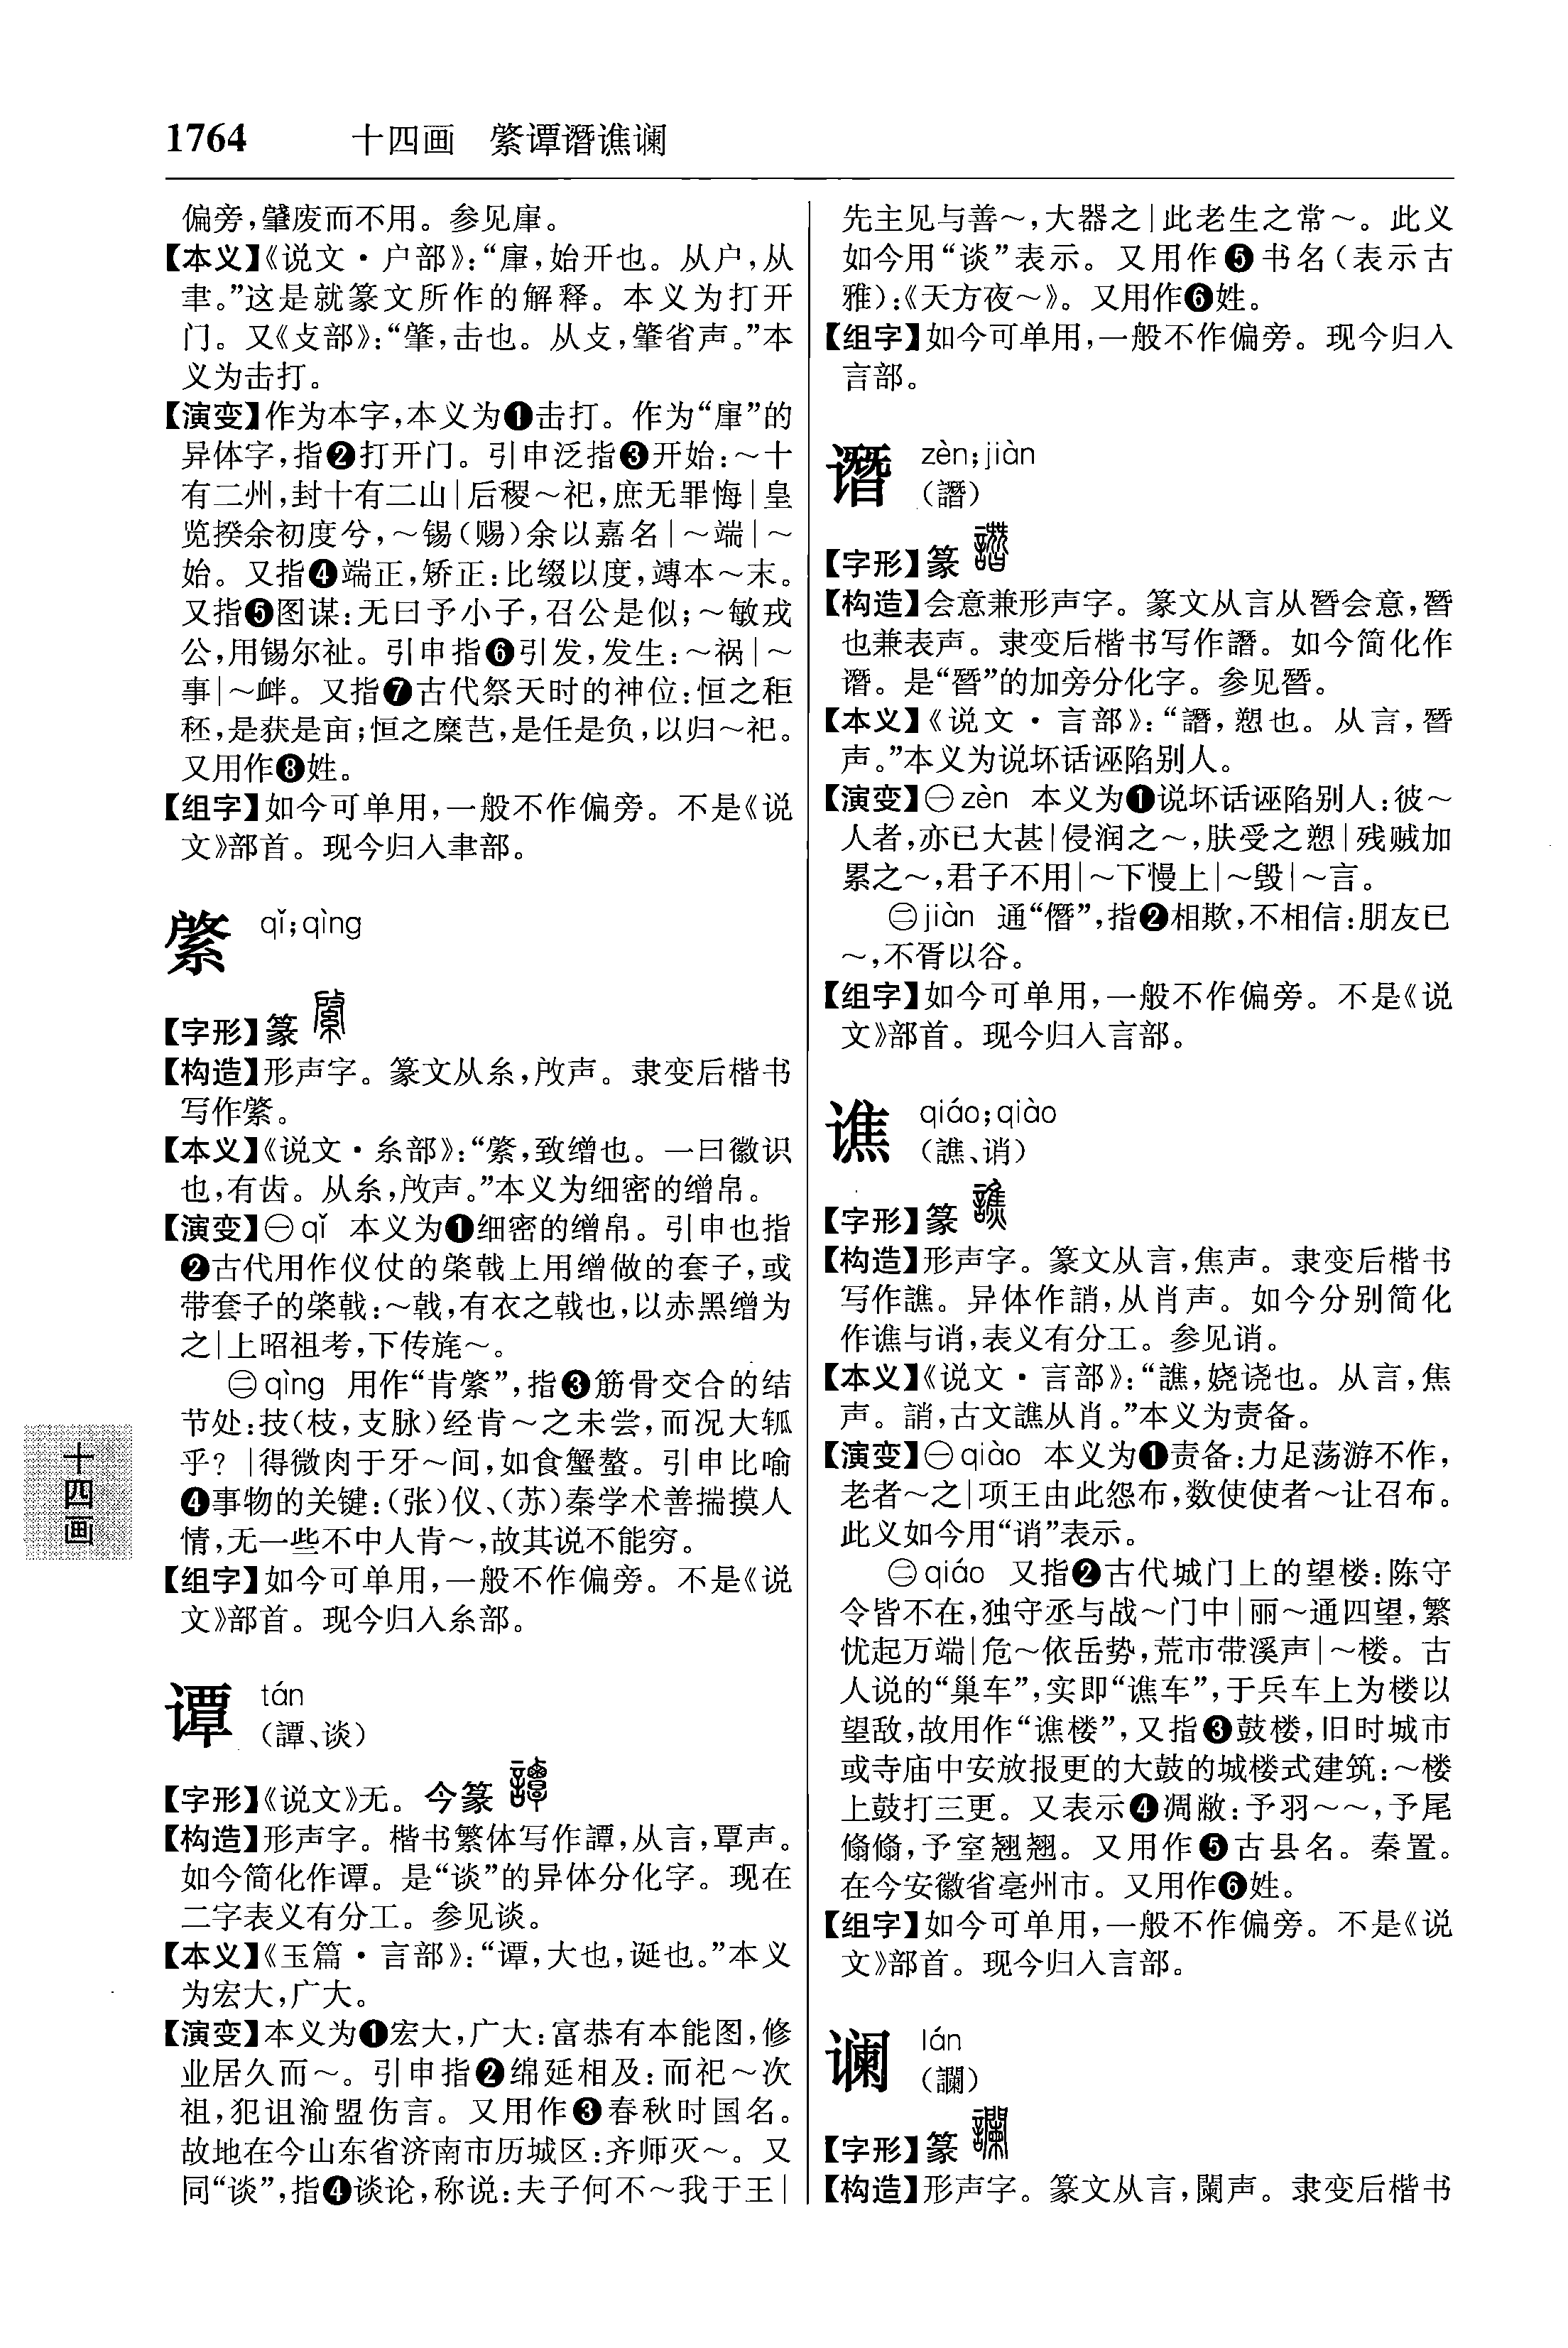 1764 十四画 綮谭谮谯谰
偏旁,肈废而不用。参见肁。
【本义】《说文·户部》:“肁,始开也。从户,从
聿。”这是就篆文所作的解释。本义为打开
门。又《攴部》:“肇,击也。从攴,肈省声。”本
义为击打。
【演变】作为本字,本义为❶击打。作为“肁”的
异体字,指❷打开门。引申泛指❸开始:～十
有二州,封十有二山|后稷～祀,庶无罪悔|皇
览揆余初度兮,～锡(赐)余以嘉名|～端|～
始。又指❹端正,矫正:比缀以度,竱本～末。
又指❺图谋:无曰予小子,召公是似;～敏戎
公,用锡尔祉。引申指❻引发,发生:～祸|～
事|～衅。又指❼古代祭天时的神位:恒之秬
秠,是获是亩;恒之糜芑,是任是负,以归～祀。
又用作❽姓。
【组字】如今可单用,一般不作偏旁。不是《说
文》部首。现今归入聿部。
綮 qǐ;qìng
【字形】篆
【构造】形声字。篆文从糸,启声。隶变后楷书
写作綮。
【本义】《说文·糸部》:“綮,致缯也。一曰徽识
也,有齿。从糸,声。”本义为细密的缯帛。
【演变】㊀qǐ 本义为❶细密的缯帛。引申也指
❷古代用作仪仗的棨戟上用缯做的套子,或
带套子的棨戟:～戟,有衣之戟也,以赤黑缯为
之|上昭祖考,下传旄～。
㊁qìng 用作“肯綮”,指❸筋骨交合的结
节处:技(枝,支脉)经肯～之未尝,而况大軱
乎?|得微肉于牙～间,如食蟹螯。引申比喻
❹事物的关键:(张)仪、(苏)秦学术善揣摸人
情,无一些不中人肯～,故其说不能穷。
【组字】如今可单用,一般不作偏旁。不是《说
文》部首。现今归入糸部。
谭 tán
(譚、谈)
【字形】《说文》无。今篆
【构造】形声字。楷书繁体写作譚,从言,覃声。
如今简化作谭。是“谈”的异体分化字。现在
二字表义有分工。参见谈。
【本义】《玉篇·言部》:“谭,大也,诞也。”本义
为宏大,广大。
【演变】本义为❶宏大,广大:富恭有本能图,修
业居久而～。引申指❷绵延相及:而祀～次
祖,犯诅渝盟伤言。又用作❸春秋时国名。
故地在今山东省济南市历城区:齐师灭～。又
同“谈”,指❹谈论,称说:夫子何不～我于王|
先主见与善～,大器之|此老生之常～。此义
如今用“谈”表示。又用作❺书名(表示古
雅):《天方夜～》。又用作❻姓。
【组字】如今可单用,一般不作偏旁。现今归入
言部。
谮 zèn;jiàn
(譖)
【字形】篆
【构造】会意兼形声字。篆文从言从朁会意,朁
也兼表声。隶变后楷书写作譖。如今简化作
谮。是“朁”的加旁分化字。参见朁。
【本义】《说文·言部》:“譖,愬也。从言,朁
声。”本义为说坏话诬陷别人。
【演变】㊀zèn 本义为❶说坏话诬陷别人:彼～
人者,亦已大甚|侵润之～,肤受之愬|残贼加
累之～,君子不用|～下慢上|～毁|～言。
㊁jiàn 通“僭”,指❷相欺,不相信:朋友已
～,不胥以谷。
【组字】如今可单用,一般不作偏旁。不是《说
文》部首。现今归入言部。
谯 qiáo;qiào
(譙、诮)
【字形】篆
【构造】形声字。篆文从言,焦声。隶变后楷书
写作譙。异体作誚,从肖声。如今分别简化
作谯与诮,表义有分工。参见诮。
【本义】《说文·言部》:“譙,娆譊也。从言,焦
声。誚,古文譙从肖。”本义为责备。
【演变】㊀qiào 本义为❶责备:力足荡游不作,
老者～之|项王由此怨布,数使使者～让召布。
此义如今用“诮”表示。
㊁qiáo 又指❷古代城门上的望楼:陈守
令皆不在,独守丞与战～门中|丽～通四望,繁
忧起万端|危～依岳势,荒市带溪声|～楼。古
人说的“巢车”,实即“谯车”,于兵车上为楼以
望敌,故用作“谯楼”,又指❸鼓楼,旧时城市
或寺庙中安放报更的大鼓的城楼式建筑:～楼
上鼓打三更。又表示❹凋敝:予羽～～,予尾
翛翛,予室翘翘。又用作❺古县名。秦置。
在今安徽省亳州市。又用作❻姓。
【组字】如今可单用,一般不作偏旁。不是《说
文》部首。现今归入言部。
谰 lán
(讕)
【字形】篆
【构造】形声字。篆文从言,闌声。隶变后楷书
十四画